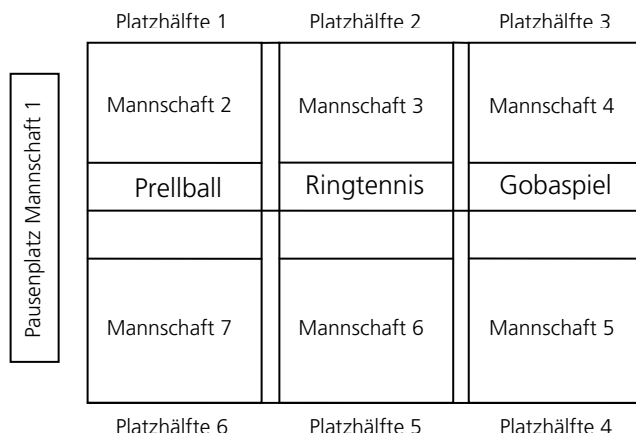 Platzhälfte 1 Platzhälfte 2 Platzhälfte 3
Pausenplatz Mannschaft 1
Mannschaft 2 Mannschaft 3 Mannschaft 4
Prellball Ringtennis Gobaspiel
Mannschaft 7 Mannschaft 6 Mannschaft 5
Platzhälfte 6 Platzhälfte 5 Platzhälfte 4